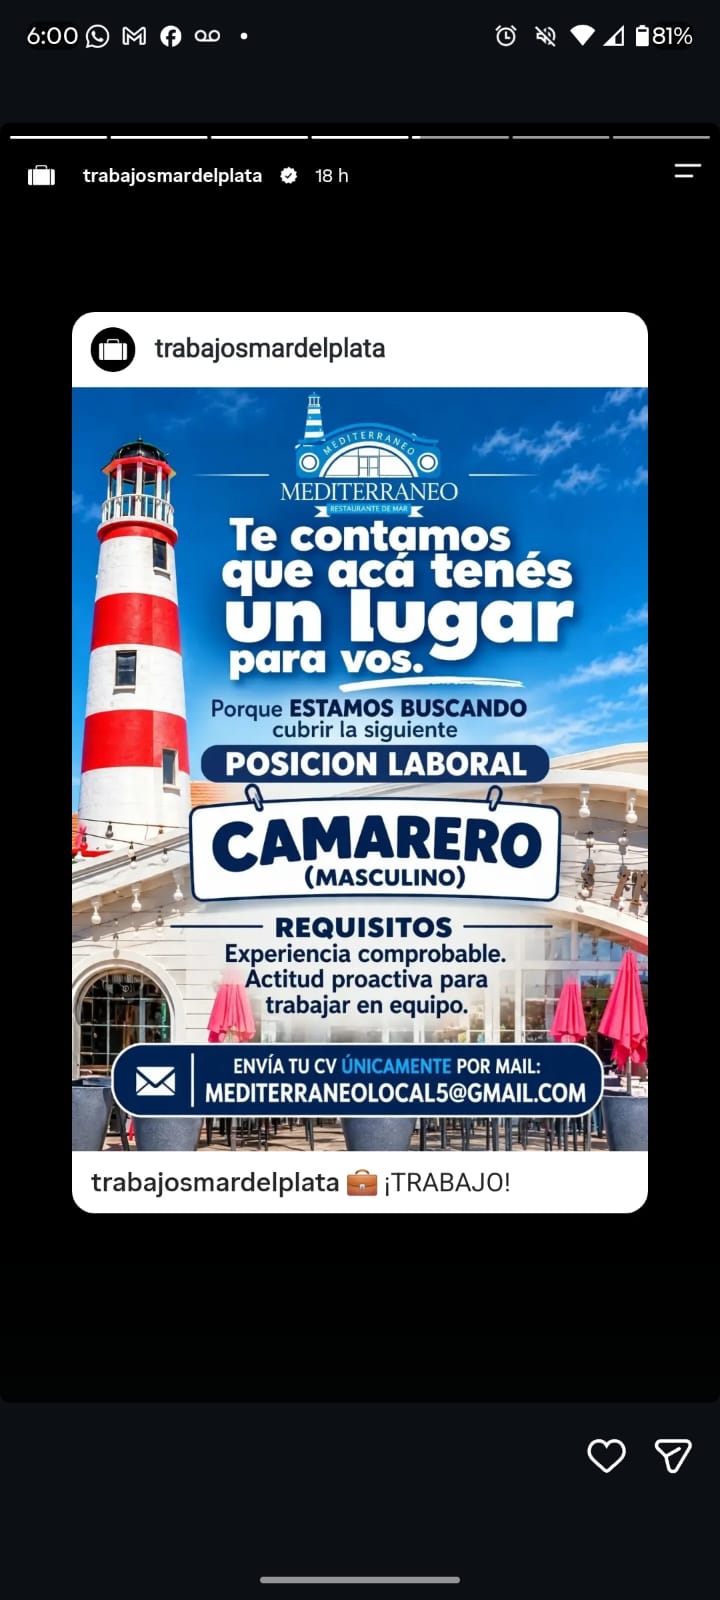 6:00
81%
trabajosmardelplata 18 h
trabajosmardelplata
MEDITERRANEO
MEDITERRANEO
RESTAURANTE DE MAR
Te contamos
que acá tenés
un lugar
para vos.
Porque ESTAMOS BUSCANDO
cubrir la siguiente
POSICION LABORAL
CAMARERO
(MASCULINO)
REQUISITOS
Experiencia comprobable.
Actitud proactiva para
trabajar en equipo.
ENVÍA TU CV ÚNICAMENTE POR MAIL:
MEDITERRANEOLOCAL5@GMAIL.COM
trabajosmardelplata 💼 ¡TRABAJO!